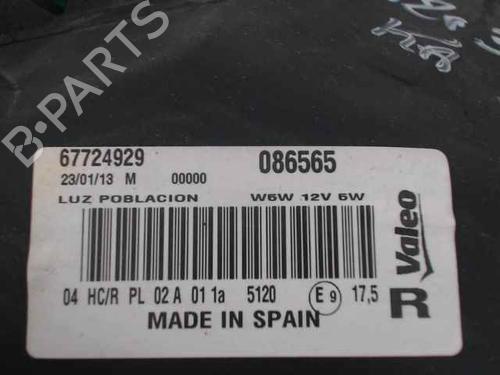 B-PARTS
67724929 086565
23/01/13 M 00000
LUZ POBLACION W5W 12V 5W
Valeo
04 HC/R PL 02 A 01 1a 5120 E9 17,5 R
MADE IN SPAIN